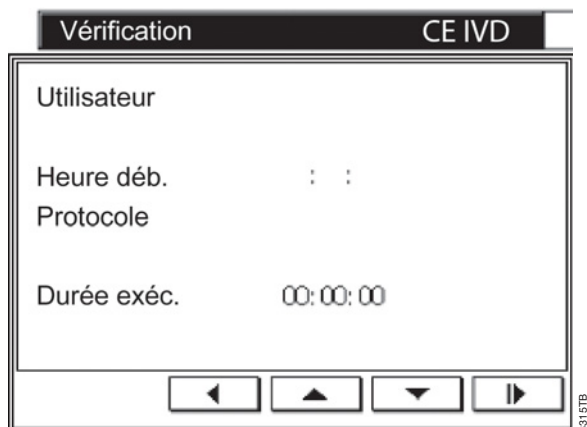 Vérification CE IVD
Utilisateur
Heure déb. : :
Protocole
Durée exéc. 00:00:00
315TB